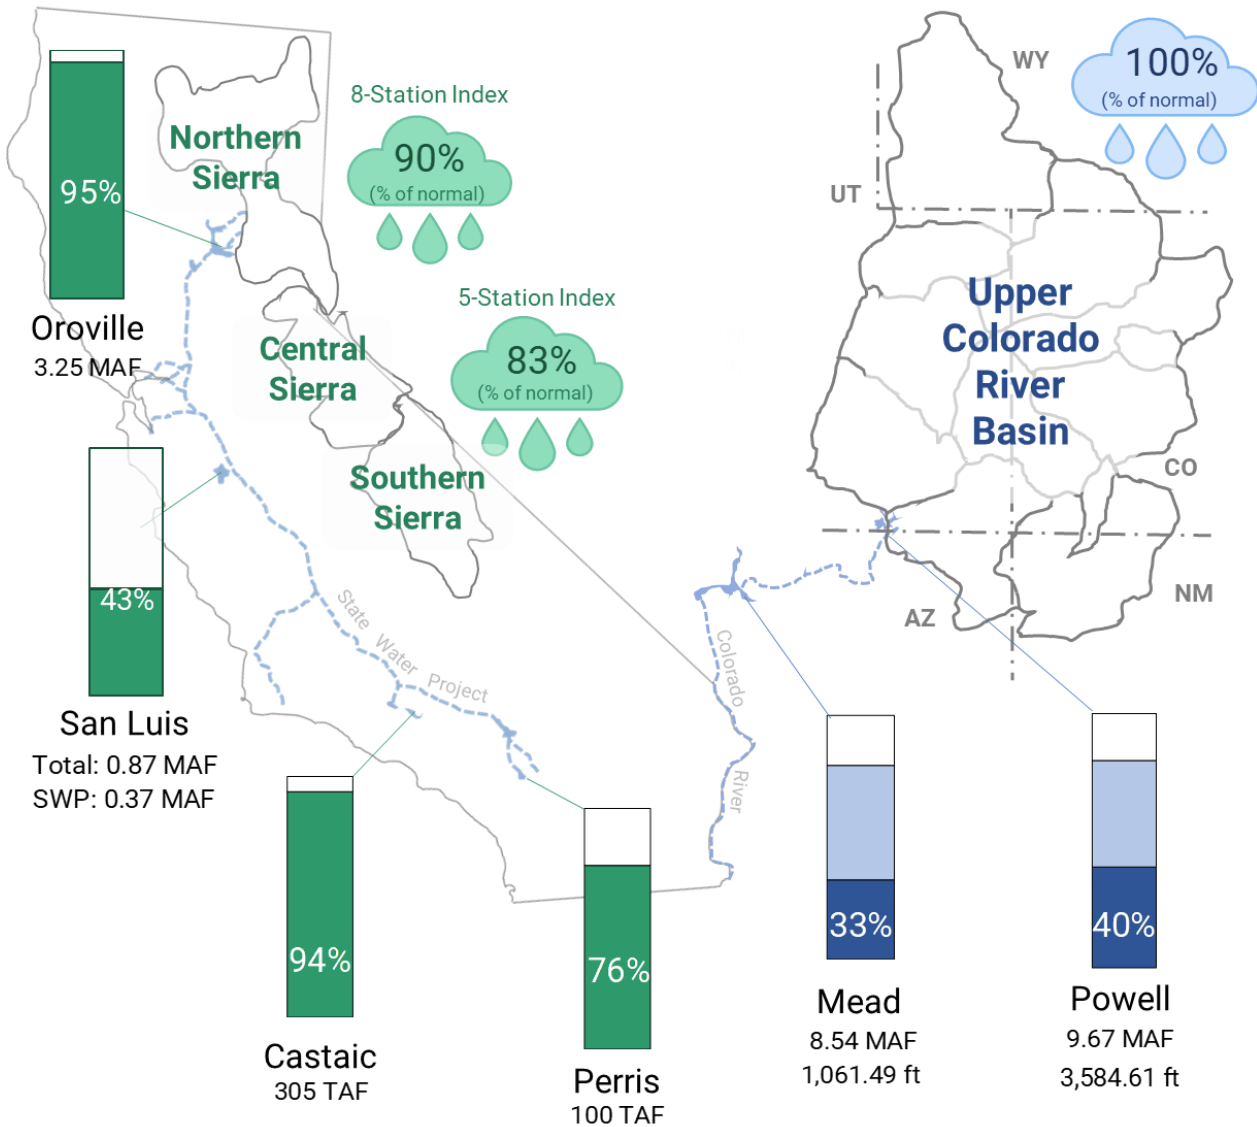 WY
100%
(% of normal)
8-Station Index
Northern
Sierra
90%
(% of normal)
95%
UT
Oroville
3.25 MAF
5-Station Index
Central
Sierra
83%
(% of normal)
Upper
Colorado
River
Basin
CO
Southern
Sierra
43%
State Water Project
Colorado River
NM
AZ
San Luis
Total: 0.87 MAF
SWP: 0.37 MAF
94%
Castaic
305 TAF
76%
Perris
100 TAF
33%
Mead
8.54 MAF
1,061.49 ft
40%
Powell
9.67 MAF
3,584.61 ft